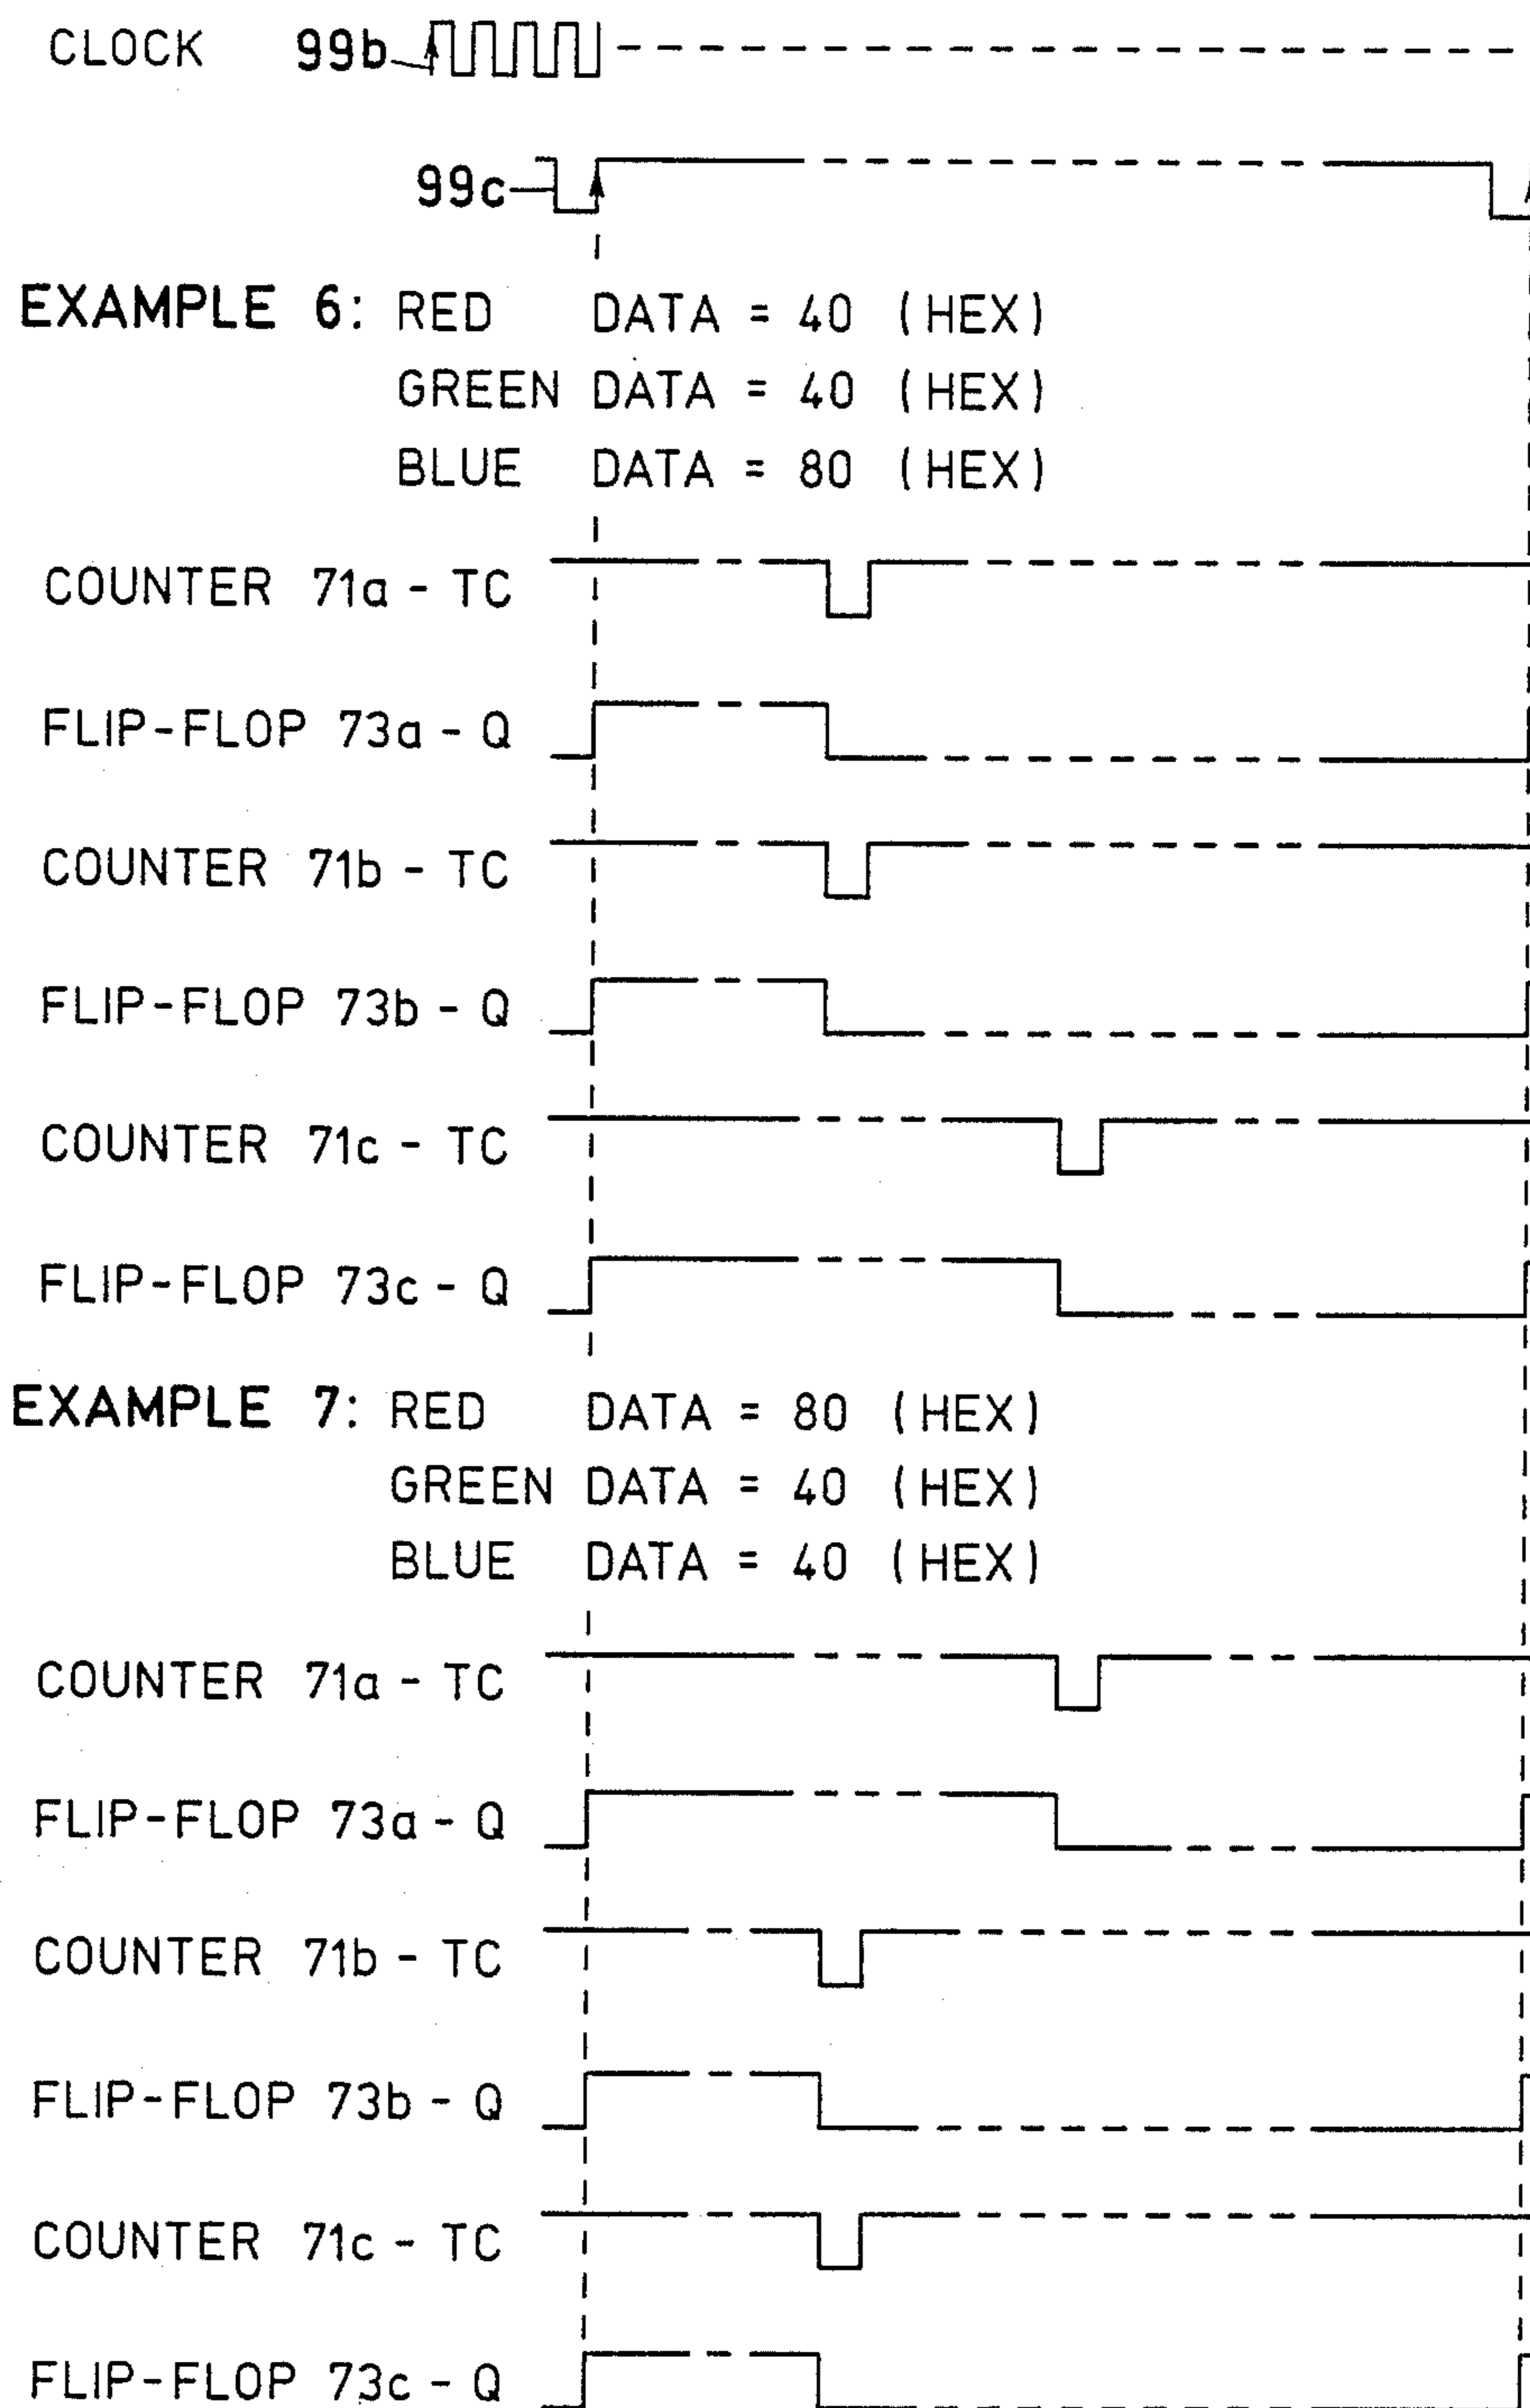 CLOCK 99b
99c
EXAMPLE 6: RED DATA = 40 (HEX)
GREEN DATA = 40 (HEX)
BLUE DATA = 80 (HEX)
COUNTER 71a - TC
FLIP-FLOP 73a - Q
COUNTER 71b - TC
FLIP-FLOP 73b - Q
COUNTER 71c - TC
FLIP-FLOP 73c - Q
EXAMPLE 7: RED DATA = 80 (HEX)
GREEN DATA = 40 (HEX)
BLUE DATA = 40 (HEX)
COUNTER 71a - TC
FLIP-FLOP 73a - Q
COUNTER 71b - TC
FLIP-FLOP 73b - Q
COUNTER 71c - TC
FLIP-FLOP 73c - Q